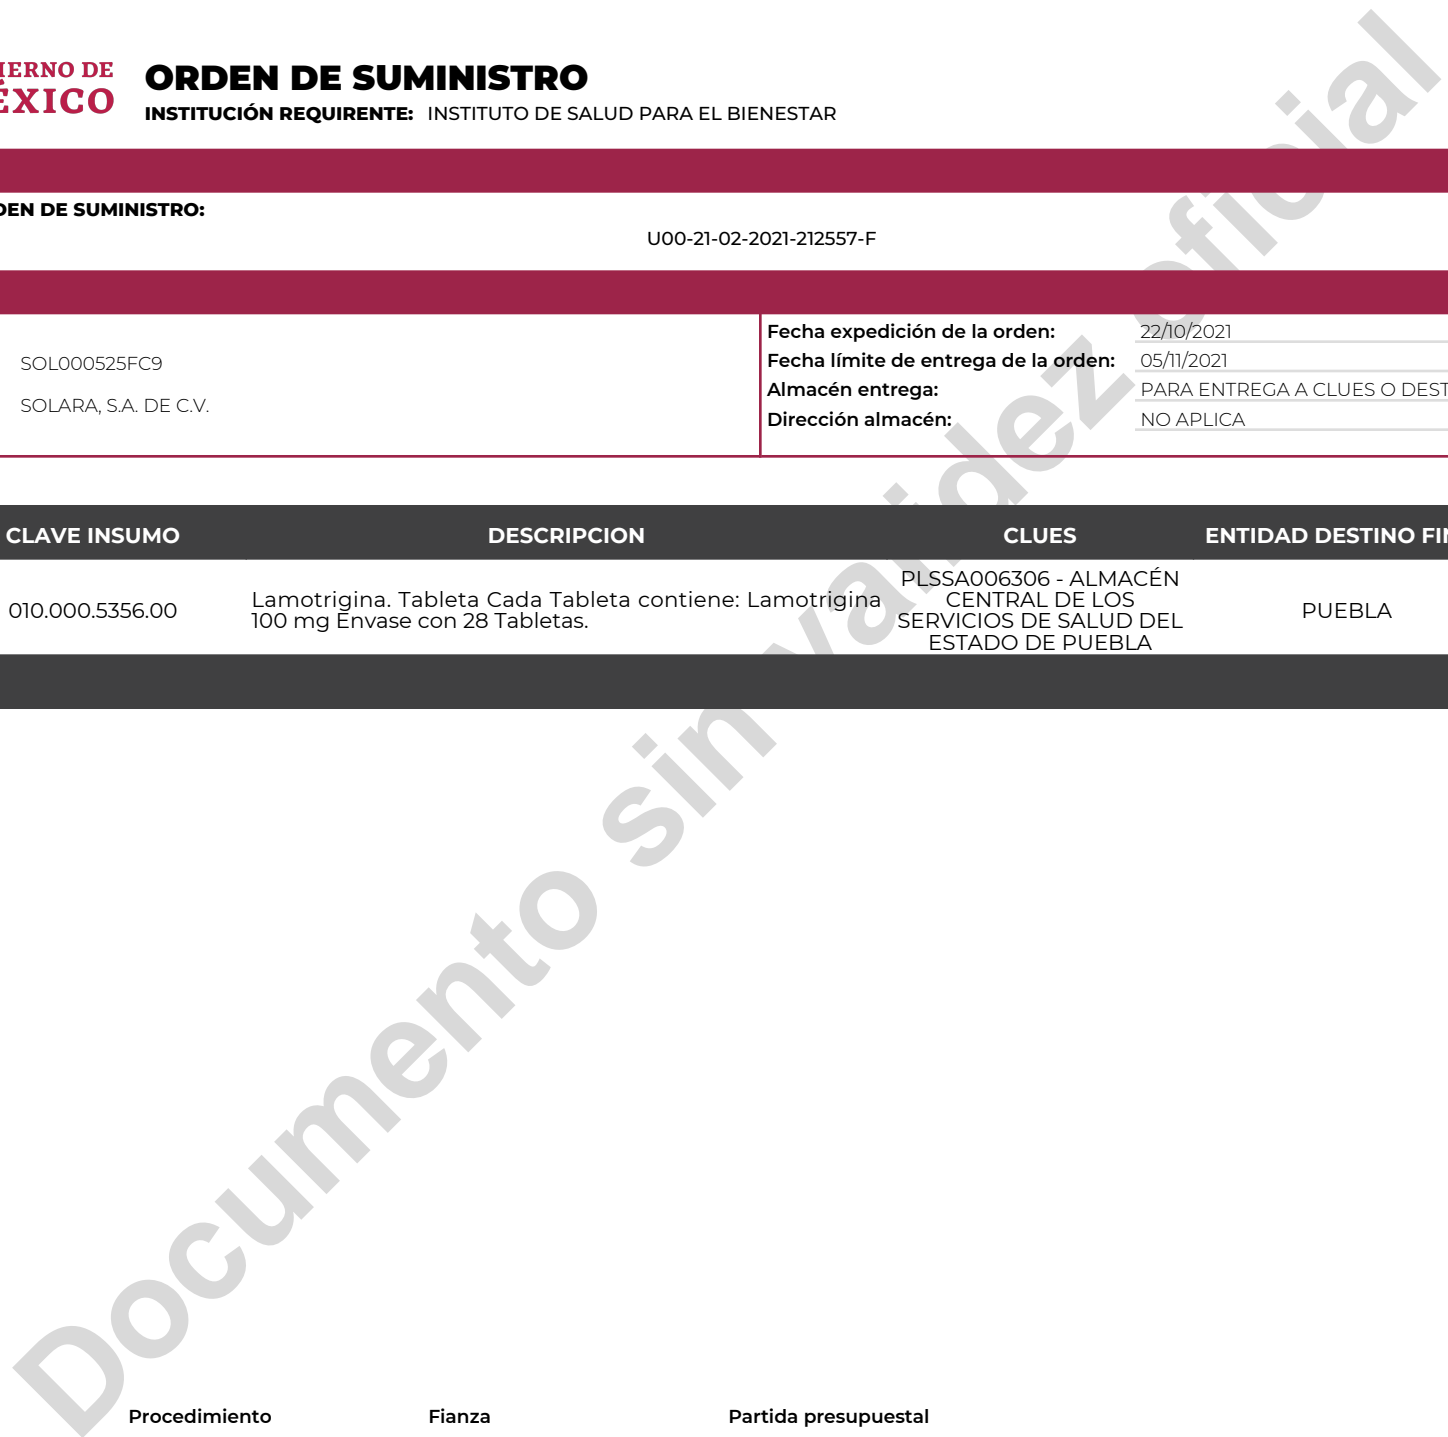 IERNO DE
ÉXICO
ORDEN DE SUMINISTRO
INSTITUCIÓN REQUIRENTE: INSTITUTO DE SALUD PARA EL BIENESTAR
DEN DE SUMINISTRO:
U00-21-02-2021-212557-F
SOL000525FC9
SOLARA, S.A. DE C.V.
Fecha expedición de la orden: 22/10/2021
Fecha límite de entrega de la orden: 05/11/2021
Almacén entrega: PARA ENTREGA A CLUES O DEST
Dirección almacén: NO APLICA
CLAVE INSUMO DESCRIPCION CLUES ENTIDAD DESTINO FIN
010.000.5356.00
Lamotrigina. Tableta Cada Tableta contiene: Lamotrigina
100 mg Envase con 28 Tabletas.
PLSSA006306 - ALMACÉN
CENTRAL DE LOS
SERVICIOS DE SALUD DEL
ESTADO DE PUEBLA
PUEBLA
Documento sin validez oficial
Procedimiento Fianza Partida presupuestal